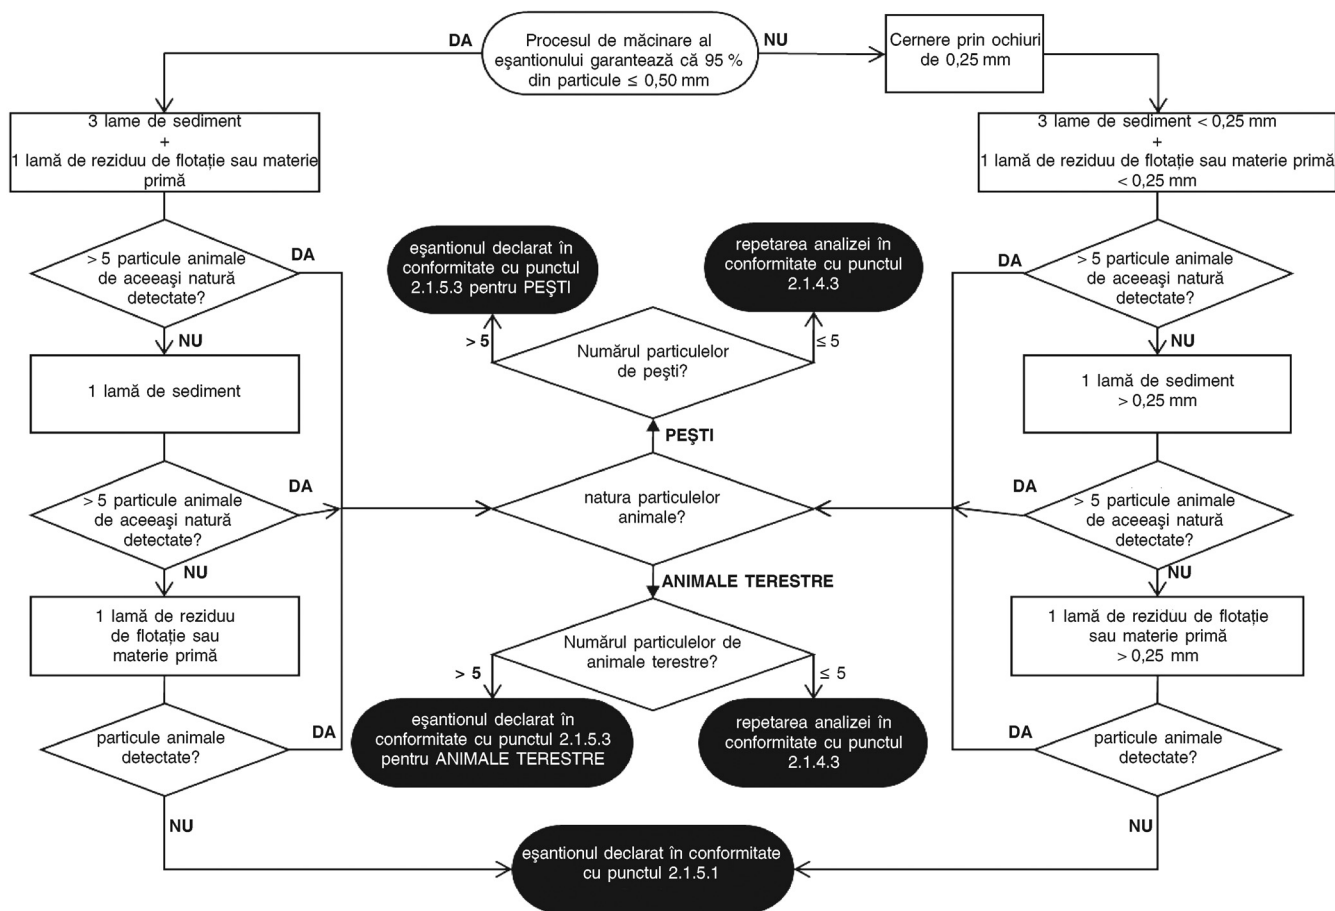 DA
Procesul de măcinare al
eşantionului garantează că 95 %
din particule ≤ 0,50 mm
NU
Cernere prin ochiuri
de 0,25 mm
3 lame de sediment
+
1 lamă de reziduu de flotaţie sau materie
primă
3 lame de sediment < 0,25 mm
+
1 lamă de reziduu de flotaţie sau materie primă
< 0,25 mm
> 5 particule animale
de aceeaşi natură
detectate?
DA
NU
1 lamă de sediment
> 5 particule animale
de aceeaşi natură
detectate?
DA
NU
1 lamă de reziduu
de flotaţie sau
materie primă
particule animale
detectate?
DA
NU
eşantionul declarat în
conformitate cu punctul
2.1.5.3 pentru PEŞTI
repetarea analizei în
conformitate cu punctul
2.1.4.3
> 5
Numărul particulelor
de peşti?
≤ 5
PEŞTI
natura particulelor
animale?
ANIMALE TERESTRE
Numărul particulelor de
animale terestre?
> 5
≤ 5
eşantionul declarat în
conformitate cu punctul 2.1.5.3
pentru ANIMALE TERESTRE
repetarea analizei în
conformitate cu punctul
2.1.4.3
DA
> 5 particule animale
de aceeaşi natură
detectate?
NU
1 lamă de sediment
> 0,25 mm
DA
> 5 particule animale
de aceeaşi natură
detectate?
NU
1 lamă de reziduu de flotaţie
sau materie primă
> 0,25 mm
DA
particule animale
detectate?
NU
eşantionul declarat în conformitate
cu punctul 2.1.5.1